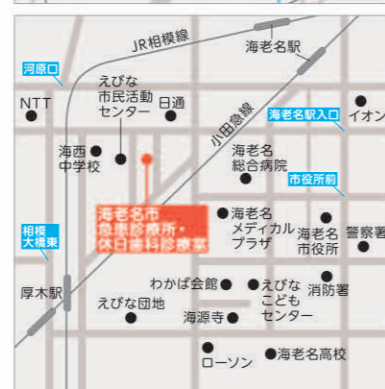 JR相模線
海老名駅
河原口
NTT
えびな
市民活動
センター
日通
小田急線
イオン
海老名駅入口
海西
中学校
海老名
総合病院
市役所前
海老名市
急患診療所・
休日歯科診療業
海老名
メディカル
プラザ
海老名
市役所
警察署
相模
大橋東
厚木駅
わかば会館
えびな
こども
センター
消防署
えびな団地
海源寺
ローソン
海老名高校